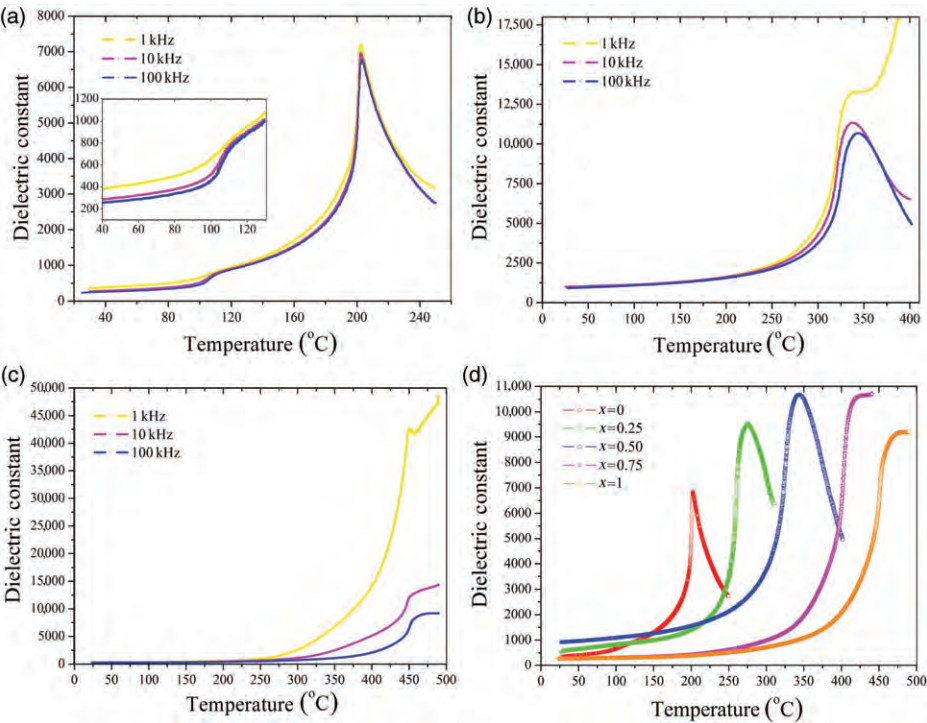 (a)
8000
7000
6000
5000
4000
3000
2000
1000
0
Dielectric constant
1 kHz
10 kHz
100 kHz
1200
1000
800
600
400
200
40 60 80 100 120
40 80 120 160 200 240
Temperature (°C)
(b)
17,500
15,000
12,500
10,000
7500
5000
2500
0
Dielectric constant
1 kHz
10 kHz
100 kHz
0 50 100 150 200 250 300 350 400
Temperature (°C)
(c)
50,000
45,000
40,000
35,000
30,000
25,000
20,000
15,000
10,000
5000
0
Dielectric constant
1 kHz
10 kHz
100 kHz
0 50 100 150 200 250 300 350 400 450 500
Temperature (°C)
(d)
11,000
10,000
9000
8000
7000
6000
5000
4000
3000
2000
1000
0
Dielectric constant
x=0
x=0.25
x=0.50
x=0.75
x=1
0 50 100 150 200 250 300 350 400 450 500
Temperature (°C)